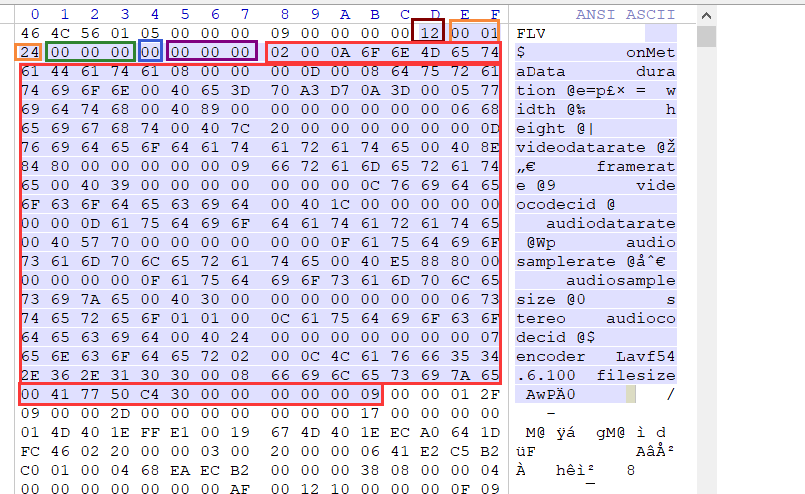 0 1 2 3 4 5 6 7 8 9 A B C D E F ANSI ASCII
46 4C 56 01 05 00 00 00 09 00 00 00 00 12 00 01 FLV
24 00 00 00 00 00 00 00 02 00 0A 6F 6E 4D 65 74 $ onMet
61 44 61 74 61 08 00 00 00 0D 00 08 64 75 72 61 aData dura
74 69 6F 6E 00 40 65 3D 70 A3 D7 0A 3D 00 05 77 tion @e=p£× = w
69 64 74 68 00 40 89 00 00 00 00 00 00 00 06 68 idth @‰ h
65 69 67 68 74 00 40 7C 20 00 00 00 00 00 00 0D eight @|
76 69 64 65 6F 64 61 74 61 72 61 74 65 00 40 8E videodatarate @Ž
84 80 00 00 00 00 00 09 66 72 61 6D 65 72 61 74 „€ framerat
65 00 40 39 00 00 00 00 00 00 00 0C 76 69 64 65 e @9 vide
6F 63 6F 64 65 63 69 64 00 40 1C 00 00 00 00 00 ocodecid @
00 00 0D 61 75 64 69 6F 64 61 74 61 72 61 74 65 audiodatarate
00 40 57 70 00 00 00 00 00 00 0F 61 75 64 69 6F @Wp audio
73 61 6D 70 6C 65 72 61 74 65 00 40 E5 88 80 00 samplerate @åˆ€
00 00 00 00 0F 61 75 64 69 6F 73 61 6D 70 6C 65 audiosample
73 69 7A 65 00 40 30 00 00 00 00 00 00 00 06 73 size @0 s
74 65 72 65 6F 01 01 00 0C 61 75 64 69 6F 63 6F tereo audioco
64 65 63 69 64 00 40 24 00 00 00 00 00 00 00 07 decid @$
65 6E 63 6F 64 65 72 02 00 0C 4C 61 76 66 35 34 encoder Lavf54
2E 36 2E 31 30 30 00 08 66 69 6C 65 73 69 7A 65 .6.100 filesize
00 41 77 50 C4 30 00 00 00 00 00 09 00 00 01 2F AwPÄ0 /
09 00 00 2D 00 00 00 00 00 00 00 17 00 00 00 00 -
01 4D 40 1E FF E1 00 19 67 4D 40 1E EC A0 64 1D M@ ÿá gM@ ì d
FC 46 02 20 00 00 03 00 20 00 00 06 41 E2 C5 B2 üF AâÅ²
C0 01 00 04 68 EA EC B2 00 00 00 38 08 00 00 04 À hêì² 8
00 00 00 00 00 00 AF 00 12 10 00 00 00 0F 09 ¯